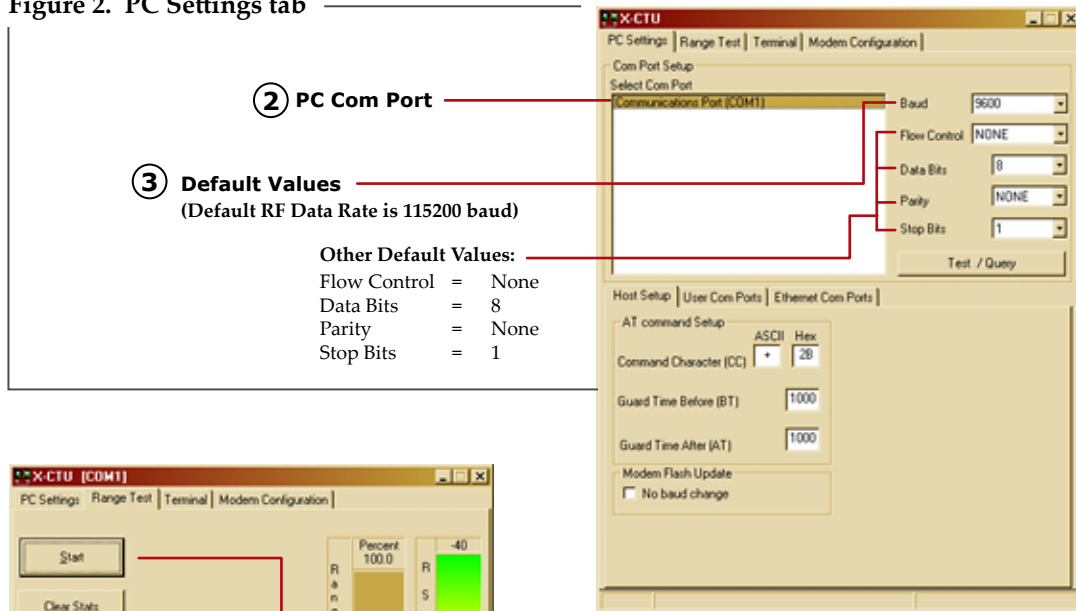 Figure 2. PC Settings tab
② PC Com Port
③ Default Values
(Default RF Data Rate is 115200 baud)
Other Default Values:
Flow Control = None
Data Bits = 8
Parity = None
Stop Bits = 1
X-CTU
PC Settings Range Test Terminal Modem Configuration
Com Port Setup
Select Com Port
Communications Port (COM1)
Baud 9600
Flow Control NONE
Data Bits 8
Parity NONE
Stop Bits 1
Test / Query
Host Setup User Com Ports Ethernet Com Ports
AT command Setup
ASCII Hex
Command Character (CC) + 2B
Guard Time Before (BT) 1000
Guard Time After (AT) 1000
Modem Flash Update
No baud change
X-CTU [COM1]
PC Settings Range Test Terminal Modem Configuration
Start
Clear Stats
Percent
100.0
R
a
n
-40
R
S